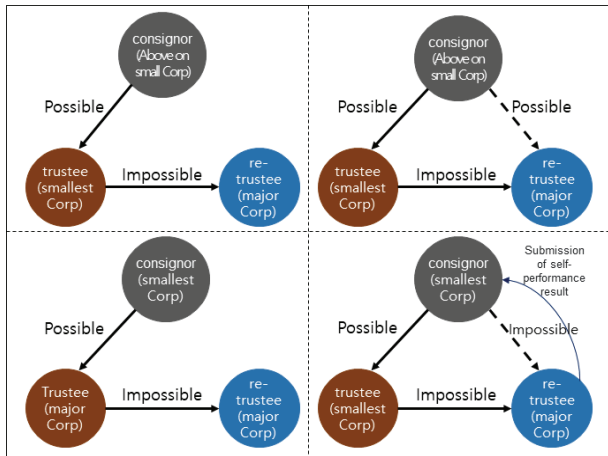 consignor
(Above on
small Corp)
Possible
trustee
(smallest
Corp)
Impossible
re-
trustee
(major
Corp)
consignor
(Above on
small Corp)
Possible
Possible
trustee
(smallest
Corp)
Impossible
re-
trustee
(major
Corp)
consignor
(smallest
Corp)
Possible
Trustee
(major
Corp)
Impossible
re-
trustee
(major
Corp)
consignor
(smallest
Corp)
Submission
of self-
performance
result
Possible
Impossible
trustee
(smallest
Corp)
Impossible
re-
trustee
(major
Corp)